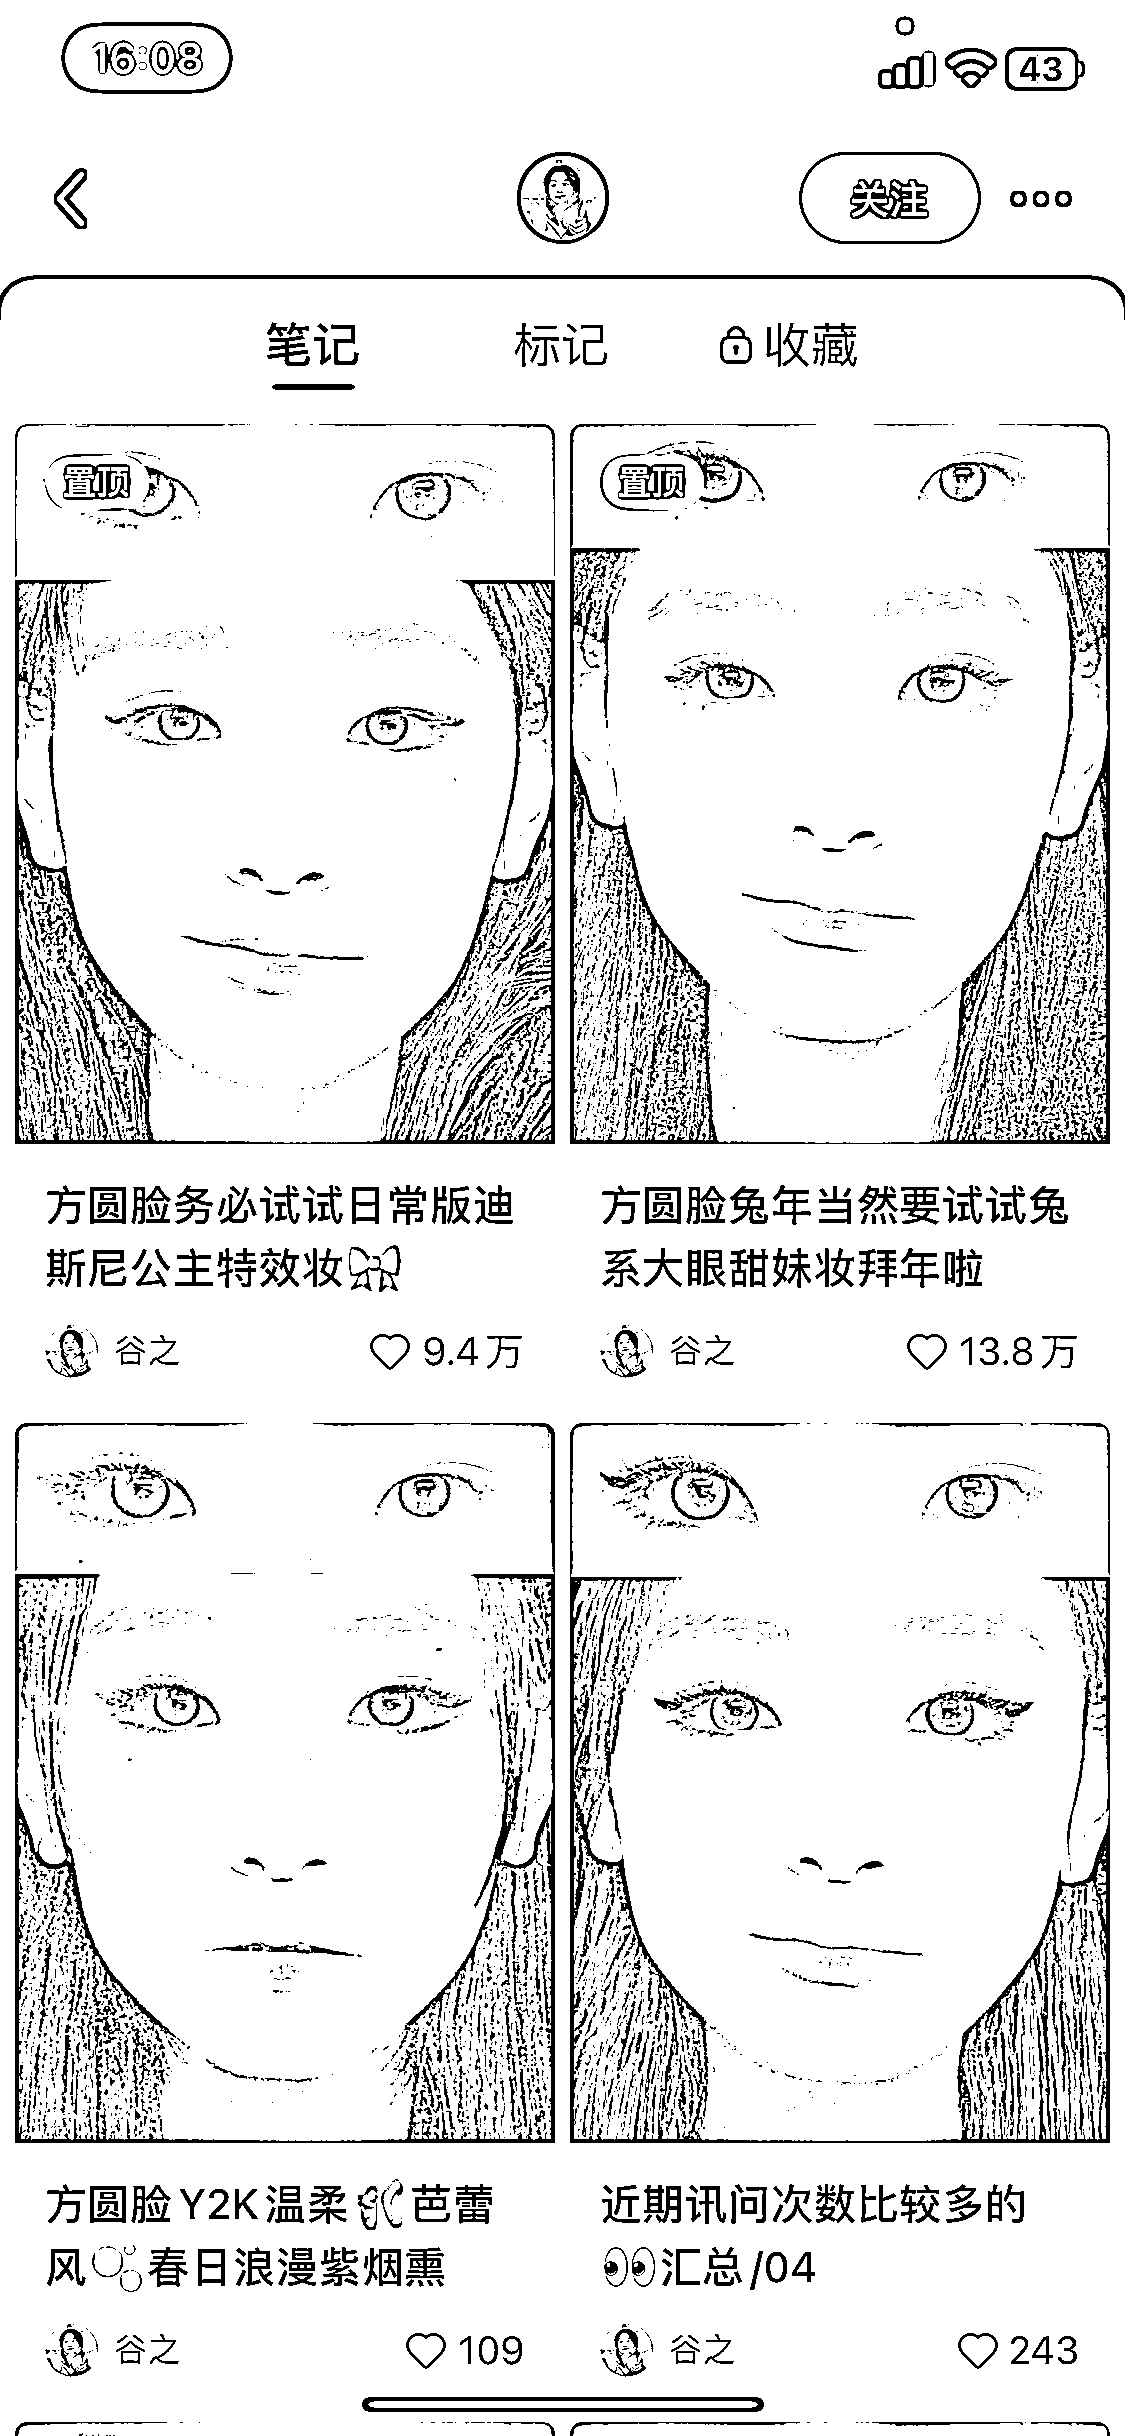 16:08
43
关注
笔记
标记
收藏
置顶
置顶
方圆脸务必试试日常版迪
斯尼公主特效妆🎀
谷之
9.4万
方圆脸兔年当然要试试兔
系大眼甜妹妆拜年啦
谷之
13.8万
方圆脸Y2K温柔🩰芭蕾
风🫧春日浪漫紫烟熏
谷之
109
近期讯问次数比较多的
👀汇总/04
谷之
243